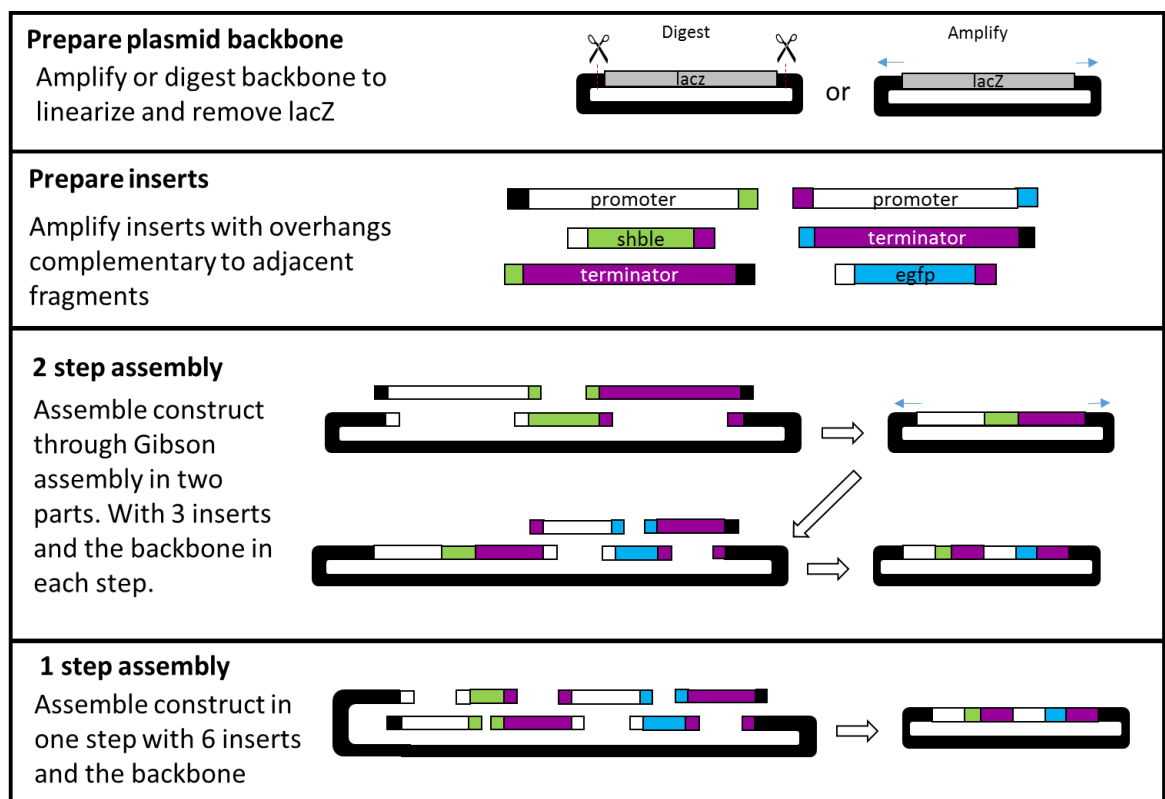 Prepare plasmid backbone
Amplify or digest backbone to
linearize and remove lacZ
Digest
lacz
or
Amplify
lacZ
Prepare inserts
Amplify inserts with overhangs
complementary to adjacent
fragments
promoter
promoter
shble
terminator
terminator
egfp
2 step assembly
Assemble construct
through Gibson
assembly in two
parts. With 3 inserts
and the backbone in
each step.
1 step assembly
Assemble construct in
one step with 6 inserts
and the backbone